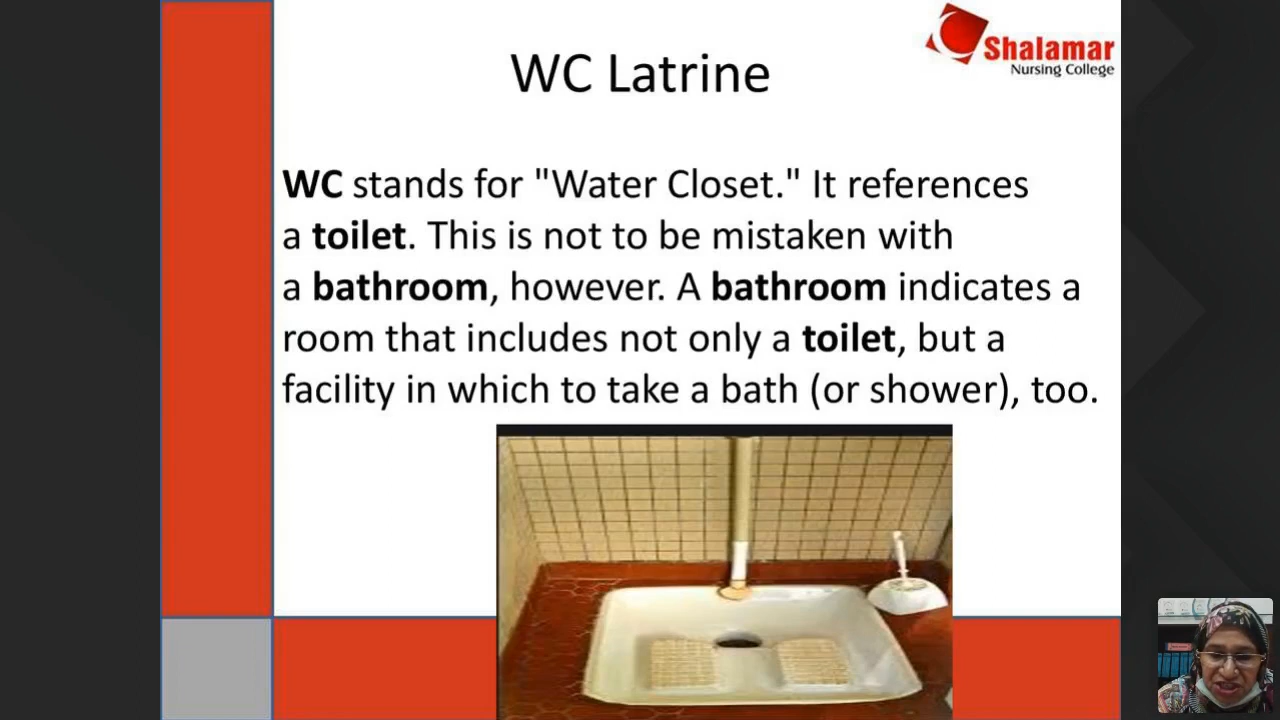 Shalamar
Nursing College
WC Latrine
WC stands for "Water Closet." It references
a toilet. This is not to be mistaken with
a bathroom, however. A bathroom indicates a
room that includes not only a toilet, but a
facility in which to take a bath (or shower), too.